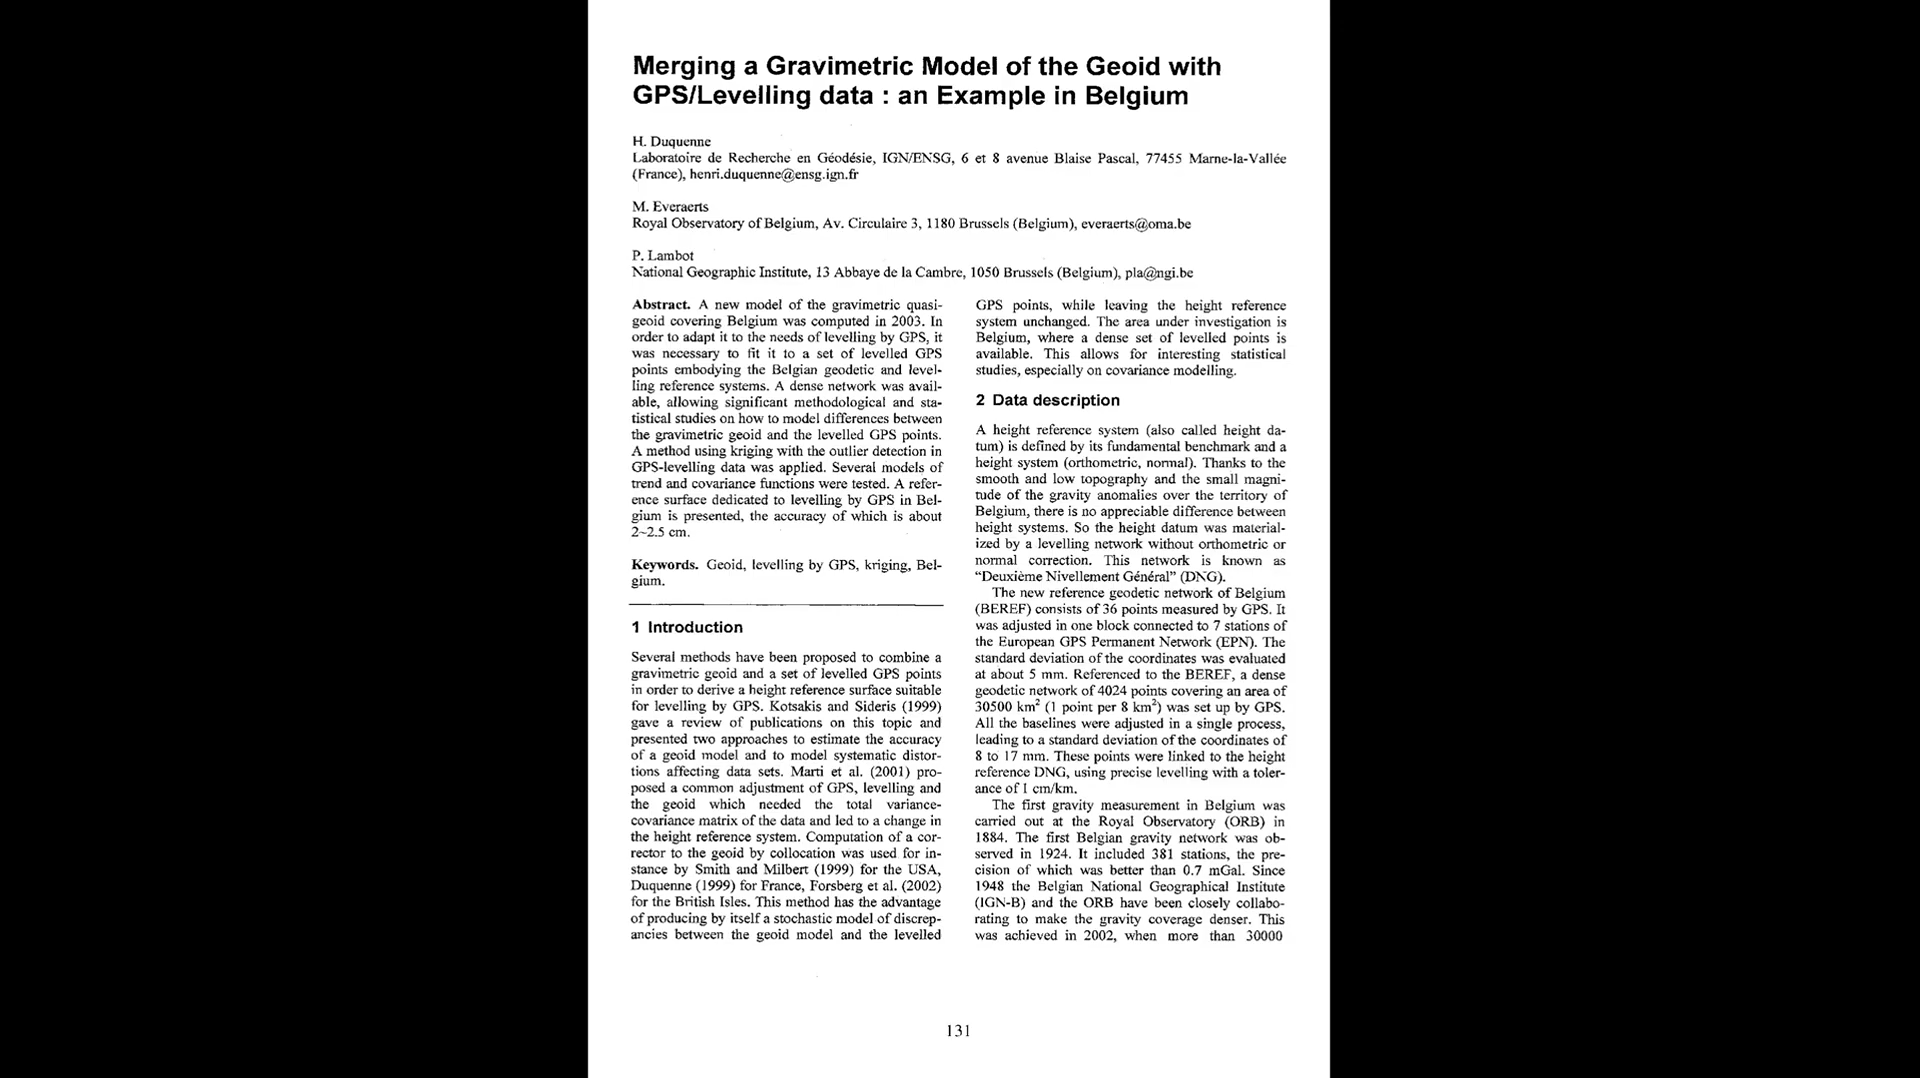 Merging a Gravimetric Model of the Geoid with
GPS/Levelling data : an Example in Belgium
H. Duquenne
Laboratoire de Recherche en Géodésie, IGN/ENSG, 6 et 8 avenue Blaise Pascal, 77455 Marne-la-Vallée
(France), henri.duquenne@ensg.ign.fr
M. Everaerts
Royal Observatory of Belgium, Av. Circulaire 3, 1180 Brussels (Belgium), everaerts@oma.be
P. Lambot
National Geographic Institute, 13 Abbaye de la Cambre, 1050 Brussels (Belgium), pla@ngi.be
Abstract. A new model of the gravimetric quasi-
geoid covering Belgium was computed in 2003. In
order to adapt it to the needs of levelling by GPS, it
was necessary to fit it to a set of levelled GPS
points embodying the Belgian geodetic and level-
ling reference systems. A dense network was avail-
able, allowing significant methodological and sta-
tistical studies on how to model differences between
the gravimetric geoid and the levelled GPS points.
A method using kriging with the outlier detection in
GPS-levelling data was applied. Several models of
trend and covariance functions were tested. A refer-
ence surface dedicated to levelling by GPS in Bel-
gium is presented, the accuracy of which is about
2~2.5 cm.
Keywords. Geoid, levelling by GPS, kriging, Bel-
gium.
1 Introduction
Several methods have been proposed to combine a
gravimetric geoid and a set of levelled GPS points
in order to derive a height reference surface suitable
for levelling by GPS. Kotsakis and Sideris (1999)
gave a review of publications on this topic and
presented two approaches to estimate the accuracy
of a geoid model and to model systematic distor-
tions affecting data sets. Marti et al. (2001) pro-
posed a common adjustment of GPS, levelling and
the geoid which needed the total variance-
covariance matrix of the data and led to a change in
the height reference system. Computation of a cor-
rector to the geoid by collocation was used for in-
stance by Smith and Milbert (1999) for the USA,
Duquenne (1999) for France, Forsberg et al. (2002)
for the British Isles. This method has the advantage
of producing by itself a stochastic model of discrep-
ancies between the geoid model and the levelled
GPS points, while leaving the height reference
system unchanged. The area under investigation is
Belgium, where a dense set of levelled points is
available. This allows for interesting statistical
studies, especially on covariance modelling.
2 Data description
A height reference system (also called height da-
tum) is defined by its fundamental benchmark and a
height system (orthometric, normal). Thanks to the
smooth and low topography and the small magni-
tude of the gravity anomalies over the territory of
Belgium, there is no appreciable difference between
height systems. So the height datum was material-
ized by a levelling network without orthometric or
normal correction. This network is known as
“Deuxième Nivellement Général” (DNG).
The new reference geodetic network of Belgium
(BEREF) consists of 36 points measured by GPS. It
was adjusted in one block connected to 7 stations of
the European GPS Permanent Network (EPN). The
standard deviation of the coordinates was evaluated
at about 5 mm. Referenced to the BEREF, a dense
geodetic network of 4024 points covering an area of
30500 km² (1 point per 8 km²) was set up by GPS.
All the baselines were adjusted in a single process,
leading to a standard deviation of the coordinates of
8 to 17 mm. These points were linked to the height
reference DNG, using precise levelling with a toler-
ance of 1 cm/km.
The first gravity measurement in Belgium was
carried out at the Royal Observatory (ORB) in
1884. The first Belgian gravity network was ob-
served in 1924. It included 381 stations, the pre-
cision of which was better than 0.7 mGal. Since
1948 the Belgian National Geographical Institute
(IGN-B) and the ORB have been closely collabo-
rating to make the gravity coverage denser. This
was achieved in 2002, when more than 30000
131